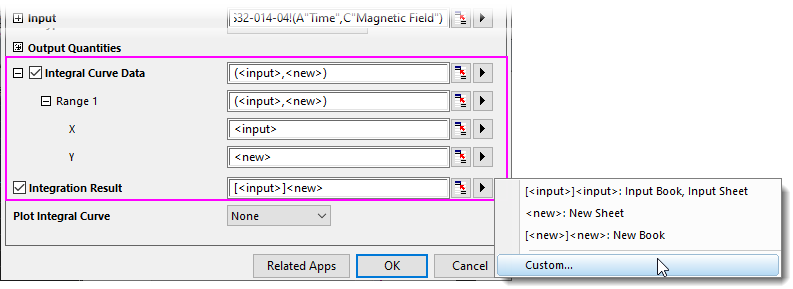 Input
532-014-04!(A"Time",C"Magnetic Field")
Output Quantities
Integral Curve Data
(<input>,<new>)
Range 1
(<input>,<new>)
X
<input>
Y
<new>
Integration Result
[<input>]<new>
Plot Integral Curve
None
Related Apps
OK
Cancel
[<input>]<input>: Input Book, Input Sheet
<new>: New Sheet
[<new>]<new>: New Book
Custom...